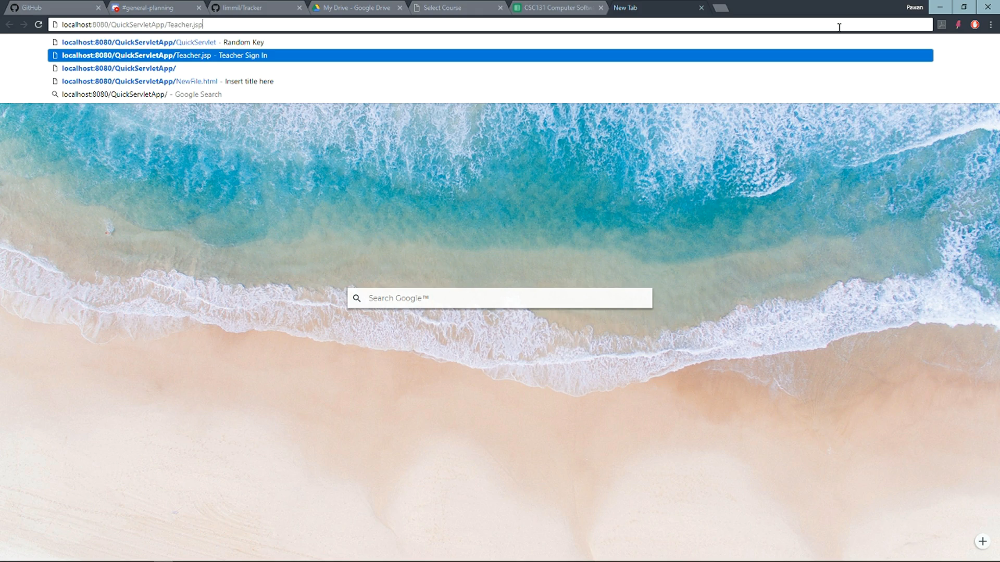 GitHub
#general-planning
limmil/Tracker
My Drive - Google Drive
Select Course
CSC131 Computer Softw
New Tab
Pawan
localhost:8080/QuickServletApp/Teacher.jsp
localhost:8080/QuickServletApp/QuickServlet - Random Key
localhost:8080/QuickServletApp/Teacher.jsp - Teacher Sign In
localhost:8080/QuickServletApp/
localhost:8080/QuickServletApp/NewFile.html - Insert title here
localhost:8080/QuickServletApp/ - Google Search
Search Google™